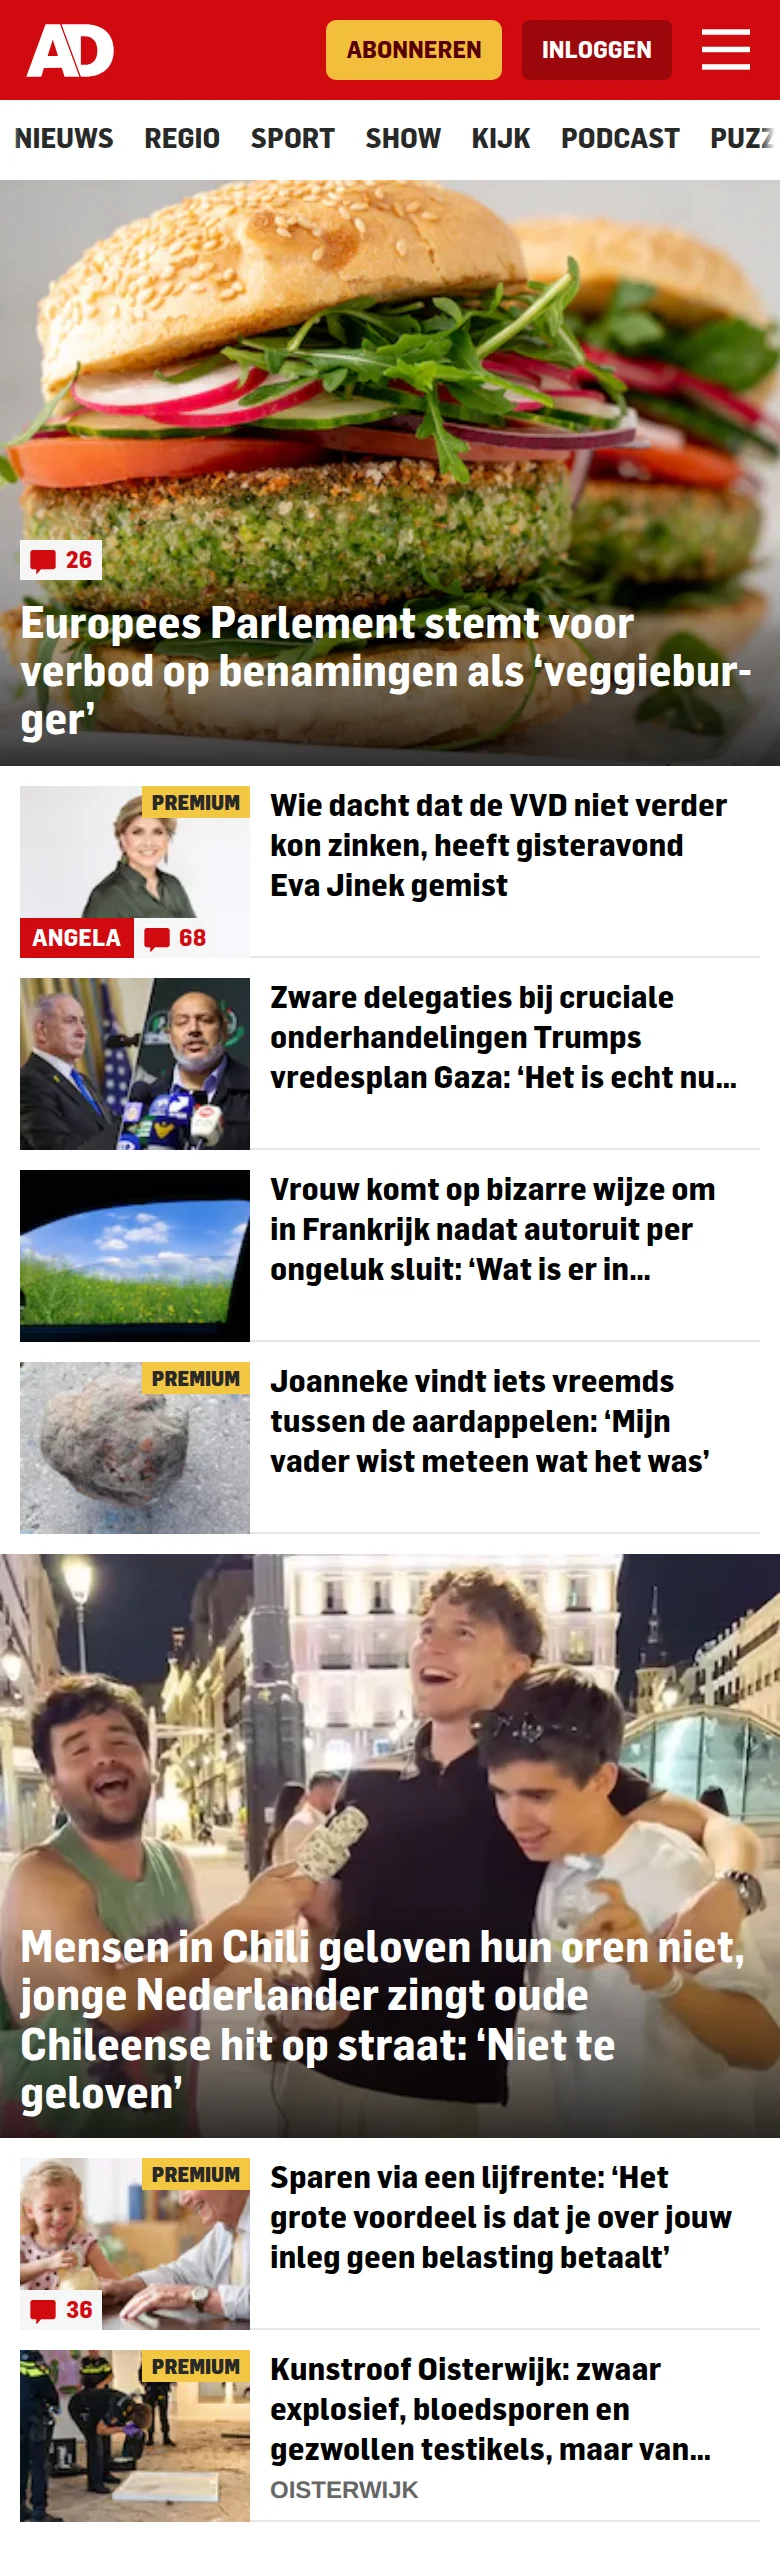 AD
ABONNEREN
INLOGGEN
NIEUWS REGIO SPORT SHOW KIJK PODCAST PUZZ
26
Europees Parlement stemt voor
verbod op benamingen als ‘veggiebur-
ger’
PREMIUM
ANGELA
68
Wie dacht dat de VVD niet verder
kon zinken, heeft gisteravond
Eva Jinek gemist
Zware delegaties bij cruciale
onderhandelingen Trumps
vredesplan Gaza: ‘Het is echt nu...
Vrouw komt op bizarre wijze om
in Frankrijk nadat autoruit per
ongeluk sluit: ‘Wat is er in...
PREMIUM
Joanneke vindt iets vreemds
tussen de aardappelen: ‘Mijn
vader wist meteen wat het was’
Mensen in Chili geloven hun oren niet,
jonge Nederlander zingt oude
Chileense hit op straat: ‘Niet te
geloven’
PREMIUM
36
Sparen via een lijfrente: ‘Het
grote voordeel is dat je over jouw
inleg geen belasting betaalt’
PREMIUM
Kunstroof Oisterwijk: zwaar
explosief, bloedsporen en
gezwollen testikels, maar van...
OISTERWIJK